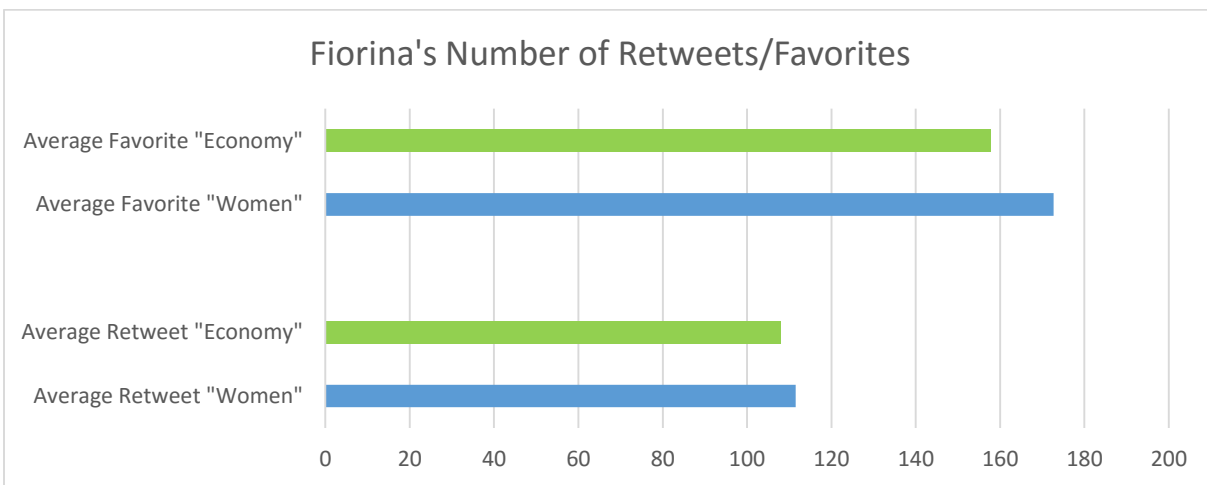 Fiorina's Number of Retweets/Favorites
Average Favorite "Economy"
Average Favorite "Women"
Average Retweet "Economy"
Average Retweet "Women"
0 20 40 60 80 100 120 140 160 180 200